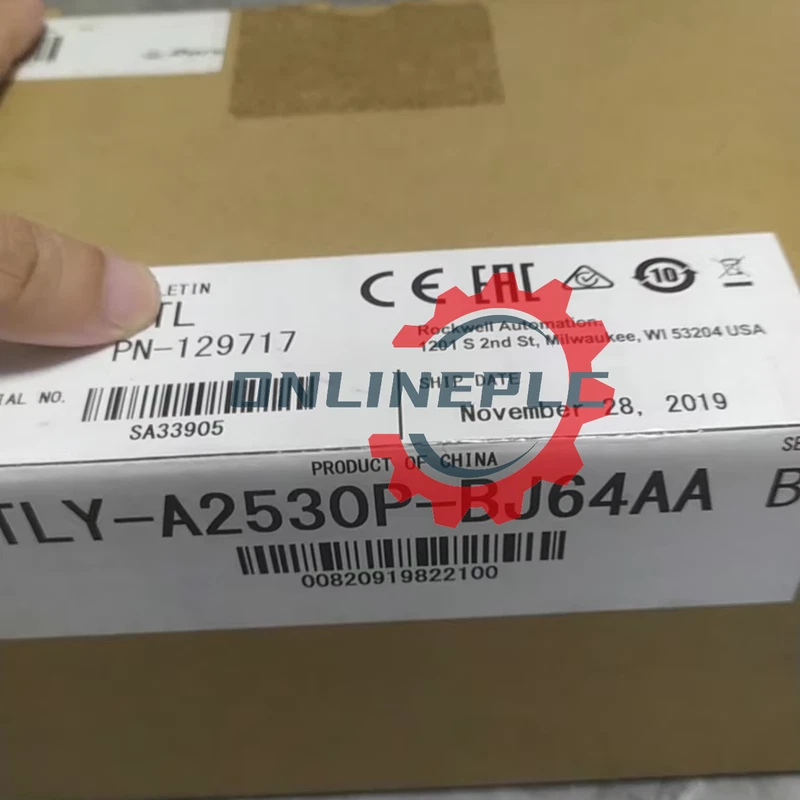 LETIN
TL
PN-129717
CE EAC
10
Rockwell Automation.
1201 S 2nd St, Milwaukee, WI 53204 USA
IAL NO.
SA33905
SHIP DATE
November 28, 2019
ONLINEPLC
PRODUCT OF CHINA
TLY-A2530P-BJ64AA B
SE
00820919822100